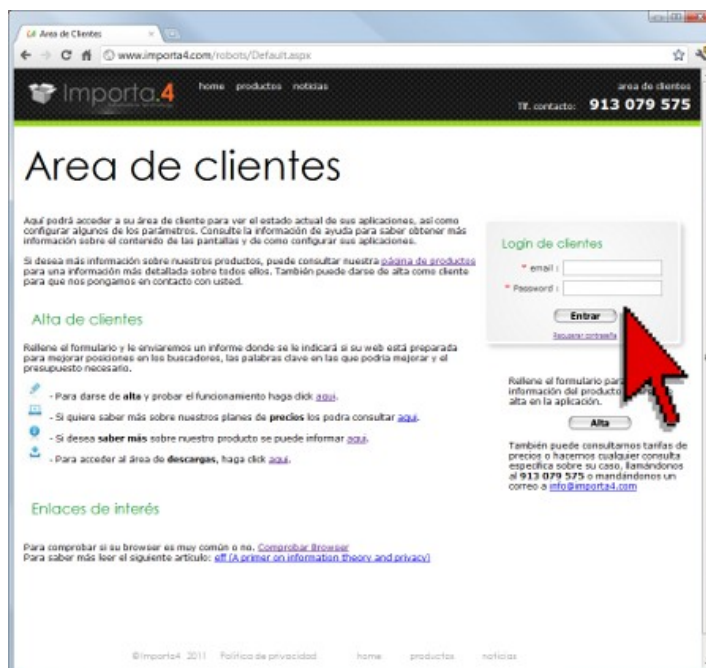 Area de Clientes
www.importa4.com/robots/Default.aspx
Importa.4
home productos noticias
area de clientes
Tlf. contacto: 913 079 575
Area de clientes
Aquí podrá acceder a su área de cliente para ver el estado actual de sus aplicaciones, así como
configurar algunos de los parámetros. Consulte la información de ayuda para saber obtener más
información sobre el contenido de las pantallas y de como configurar sus aplicaciones.
Si desea más información sobre nuestros productos, puede consultar nuestra página de productos
para una información más detallada sobre todos ellos. También puede darse de alta como cliente
para que nos pongamos en contacto con usted.
Alta de clientes
Rellene el formulario y le enviaremos un informe donde se le indicará si su web está preparada
para mejorar posiciones en los buscadores, las palabras clave en las que podria mejorar y el
presupuesto necesario.
- Para darse de alta y probar el funcionamiento haga click aqui.
- Si quiere saber más sobre nuestros planes de precios los podra consultar aqui.
- Si desea saber más sobre nuestro producto se puede informar aqui.
- Para acceder al área de descargas, haga click aqui.
Enlaces de interés
Para comprobar si su browser es muy común o no. Comprobar Browser
Para saber más leer el siguiente artículo: eff (A primer on information theory and privacy)
Login de clientes
* email :
* Password :
Entrar
Recuperar contraseña
Rellene el formulario para
información del producto
alta en la aplicación.
Alta
También puede consultarnos tarifas de
precios o hacernos cualquier consulta
especifica sobre su caso, llamándonos
al 913 079 575 o mandándonos un
correo a info@importa4.com
©Importa4 2011 Política de privacidad home productos noticias